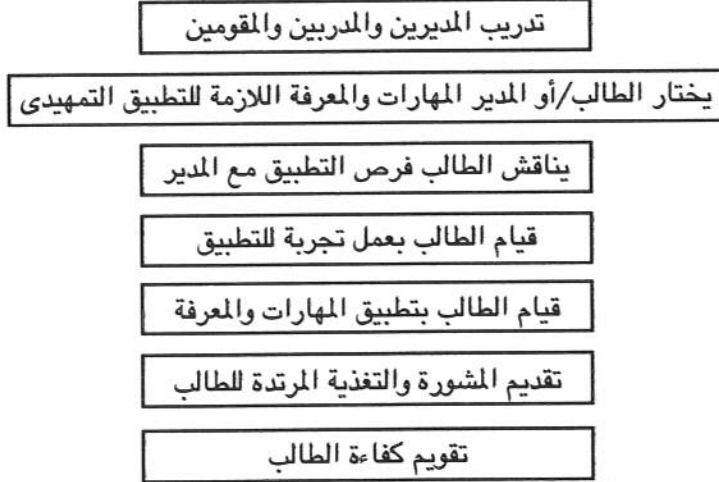 تدريب المديرين والمدربين والمقومين
يختار الطالب/أو المدير المهارات والمعرفة اللازمة للتطبيق التمهيدى
يناقش الطالب فرص التطبيق مع المدير
قيام الطالب بعمل تجربة للتطبيق
قيام الطالب بتطبيق المهارات والمعرفة
تقديم المشورة والتغذية المرتدة للطالب
تقويم كفاءة الطالب